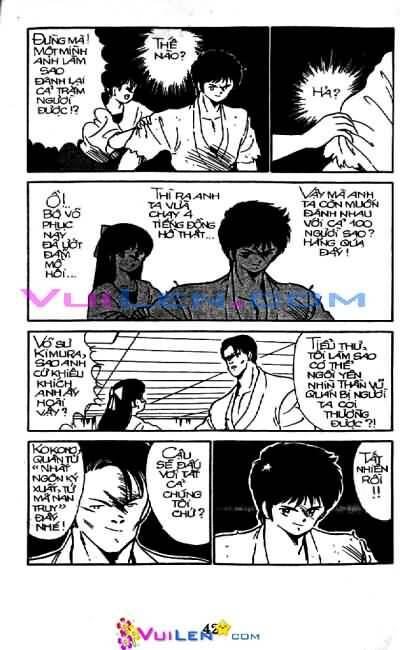 ĐỪNG MÀ!
MỘT MÌNH
ANH LÀM
SAO
ĐÁNH LẠI
CẢ TRĂM
NGƯỜI
ĐƯỢC!?
THẾ
NÀO?
HẢ?
Ồ!..
BỘ VÕ
PHỤC
NÀY
ĐÃ ƯỚT
ĐẪM
MỒ
HÔI...
THÌ RA ANH
TA VỪA
CHẠY 4
TIẾNG ĐỒNG
HỒ THẬT...
VẬY MÀ ANH
TA CÒN MUỐN
ĐÁNH NHAU
VỚI CẢ 100
NGƯỜI SAO?
HĂNG QUÁ
ĐẤY!
VUILEN.COM
VÕ SƯ
KIMURA,
SAO ANH
CỨ KHIÊU
KHÍCH
ANH ẤY
HOÀI
VẬY?
TIỂU THƯ,
TÔI LÀM SAO
CÓ THỂ
NGỒI YÊN
NHÌN THẦN VŨ
QUÁN BỊ NGƯỜI
TA COI
THƯỜNG
ĐƯỢC?!
KOKORO,
QUÂN TỬ
"NHẤT
NGÔN KÝ
XUẤT, TỨ
MÃ NAN
TRUY"
ĐẤY
NHÉ!
CẬU
SẼ ĐẤU
VỚI TẤT
CẢ
CHÚNG
TÔI
CHỨ?
TẤT
NHIÊN
RỒI
!!
42
VUILEN.COM